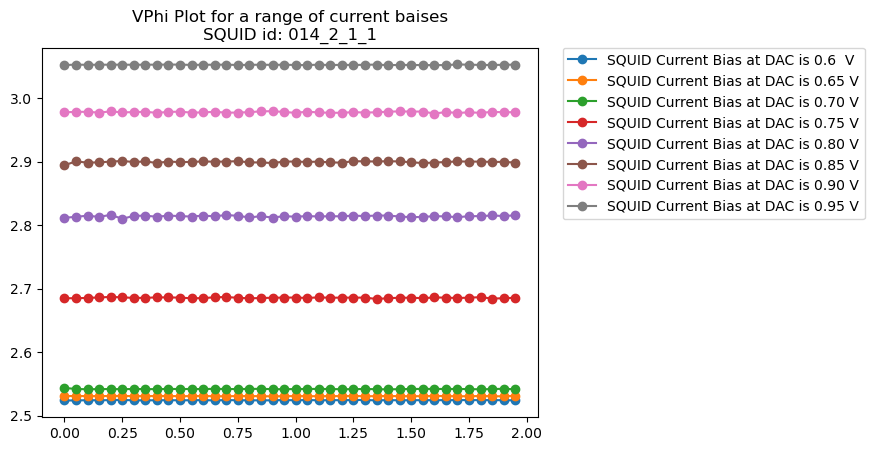 VPhi Plot for a range of current baises
SQUID id: 014_2_1_1
SQUID Current Bias at DAC is 0.6  V
SQUID Current Bias at DAC is 0.65 V
SQUID Current Bias at DAC is 0.70 V
SQUID Current Bias at DAC is 0.75 V
SQUID Current Bias at DAC is 0.80 V
SQUID Current Bias at DAC is 0.85 V
SQUID Current Bias at DAC is 0.90 V
SQUID Current Bias at DAC is 0.95 V
3.0
2.9
2.8
2.7
2.6
2.5
0.00 0.25 0.50 0.75 1.00 1.25 1.50 1.75 2.00